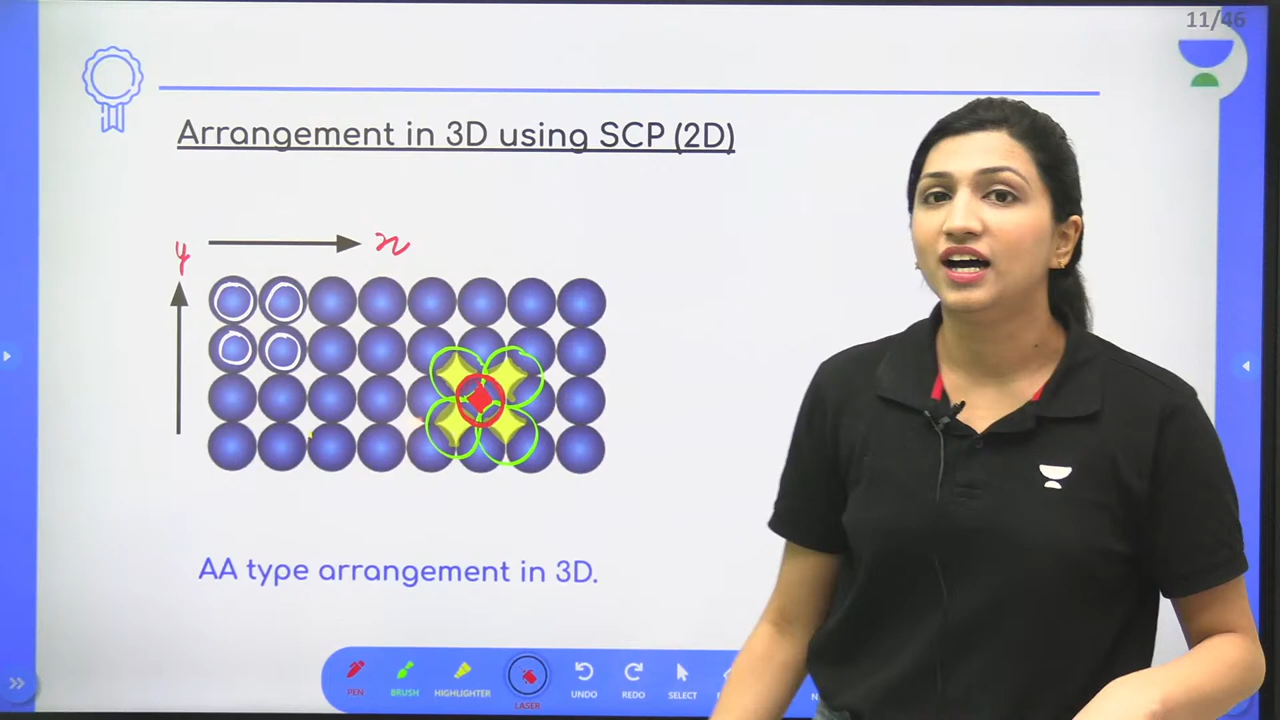 11/46
Arrangement in 3D using SCP (2D)
y
x
AA type arrangement in 3D.
PEN
BRUSH
HIGHLIGHTER
LASER
UNDO
REDO
SELECT